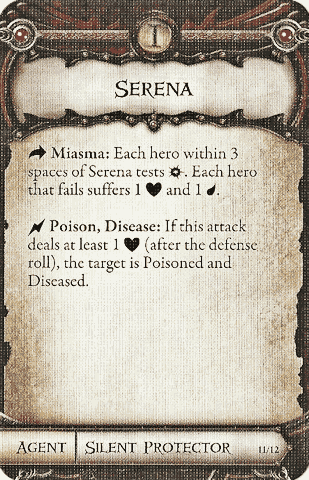 I
SERENA
Miasma: Each hero within 3
spaces of Serena tests . Each hero
that fails suffers 1 and 1 .
Poison, Disease: If this attack
deals at least 1 (after the defense
roll), the target is Poisoned and
Diseased.
AGENT SILENT PROTECTOR 11/12